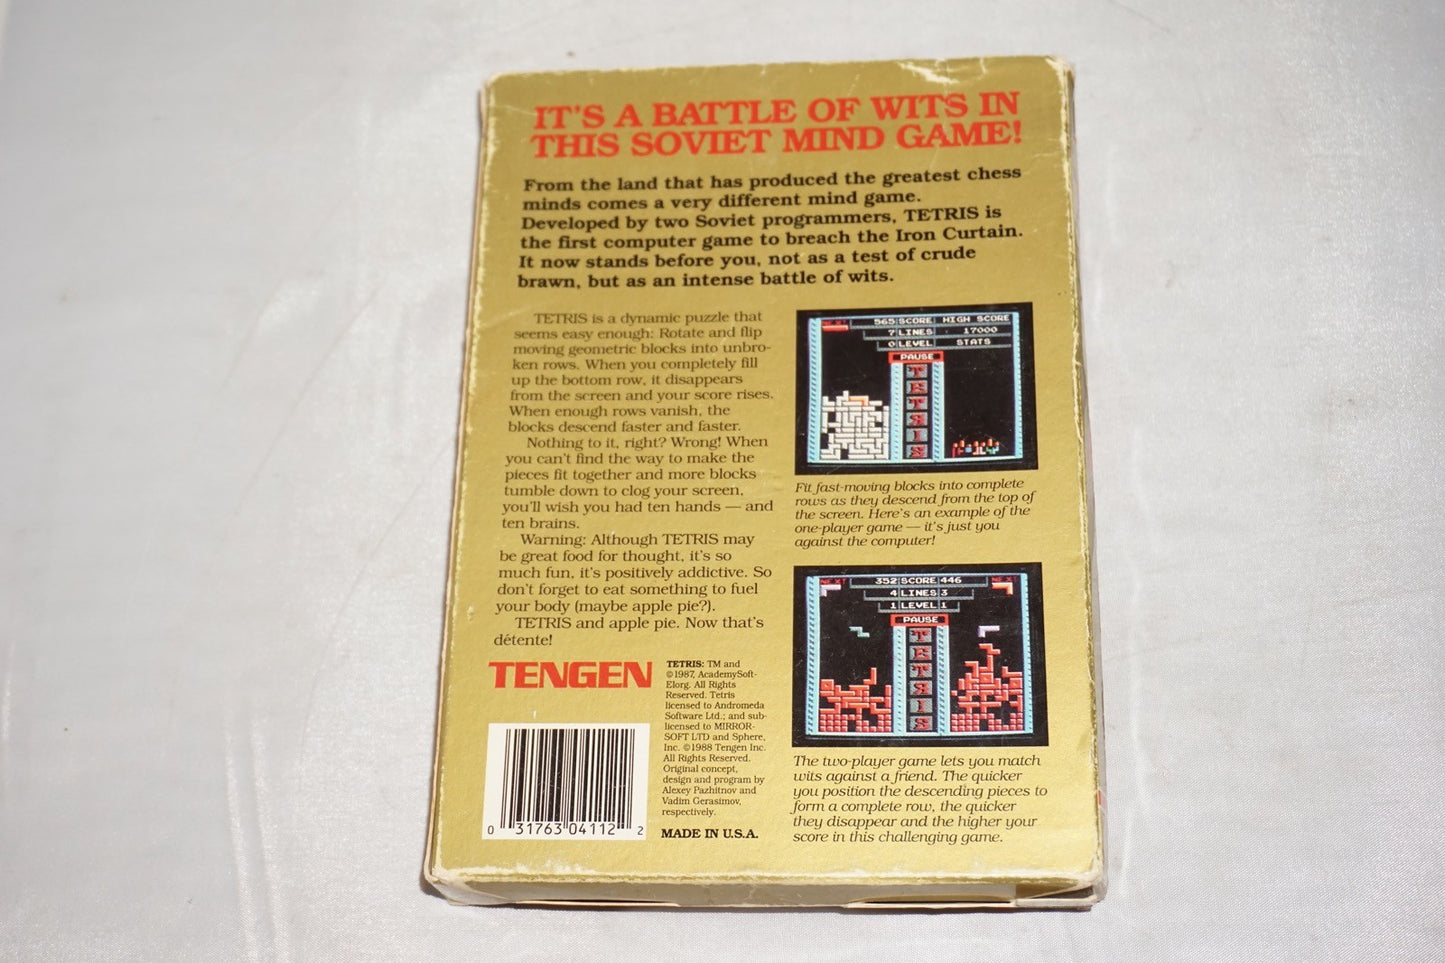 IT'S A BATTLE OF WITS IN
THIS SOVIET MIND GAME!
From the land that has produced the greatest chess
minds comes a very different mind game.
Developed by two Soviet programmers, TETRIS is
the first computer game to breach the Iron Curtain.
It now stands before you, not as a test of crude
brawn, but as an intense battle of wits.
TETRIS is a dynamic puzzle that
seems easy enough: Rotate and flip
moving geometric blocks into unbro-
ken rows. When you completely fill
up the bottom row, it disappears
from the screen and your score rises.
When enough rows vanish, the
blocks descend faster and faster.
Nothing to it, right? Wrong! When
you can't find the way to make the
pieces fit together and more blocks
tumble down to clog your screen,
you'll wish you had ten hands — and
ten brains.
Warning: Although TETRIS may
be great food for thought, it's so
much fun, it's positively addictive. So
don't forget to eat something to fuel
your body (maybe apple pie?).
TETRIS and apple pie. Now that's
détente!
TENGEN
TETRIS: TM and
©1987, AcademySoft-
Elorg. All Rights
Reserved. Tetris
licensed to Andromeda
Software Ltd.; and sub-
licensed to MIRROR-
SOFT LTD and Sphere,
Inc. ©1988 Tengen Inc.
All Rights Reserved.
Original concept,
design and program by
Alexey Pazhitnov and
Vadim Gerasimov,
respectively.
MADE IN U.S.A.
0 31763 04112 2
NEXT 565 SCORE HIGH SCORE
7 LINES 17000
0 LEVEL STATS
PAUSE
TETRIS
Fit fast-moving blocks into complete
rows as they descend from the top of
the screen. Here's an example of the
one-player game — it's just you
against the computer!
NEXT 352 SCORE 446 NEXT
4 LINES 3
1 LEVEL 1
PAUSE
TETRIS
The two-player game lets you match
wits against a friend. The quicker
you position the descending pieces to
form a complete row, the quicker
they disappear and the higher your
score in this challenging game.